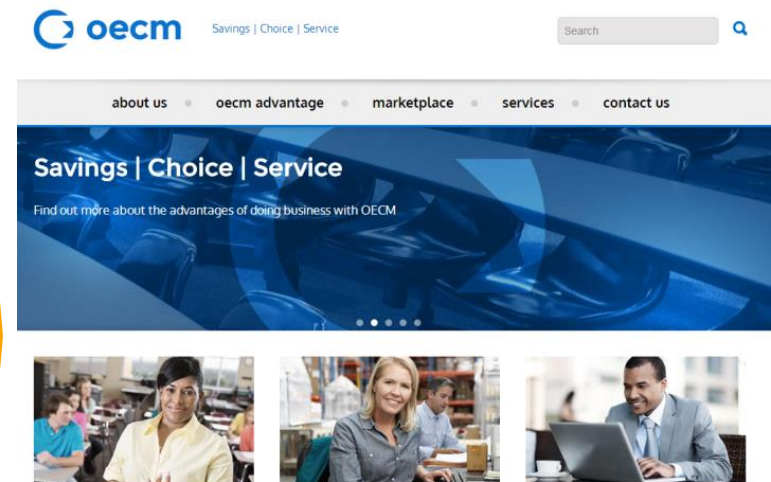 oecm
Savings | Choice | Service
Search
about us
oecm advantage
marketplace
services
contact us
Savings | Choice | Service
Find out more about the advantages of doing business with OECM